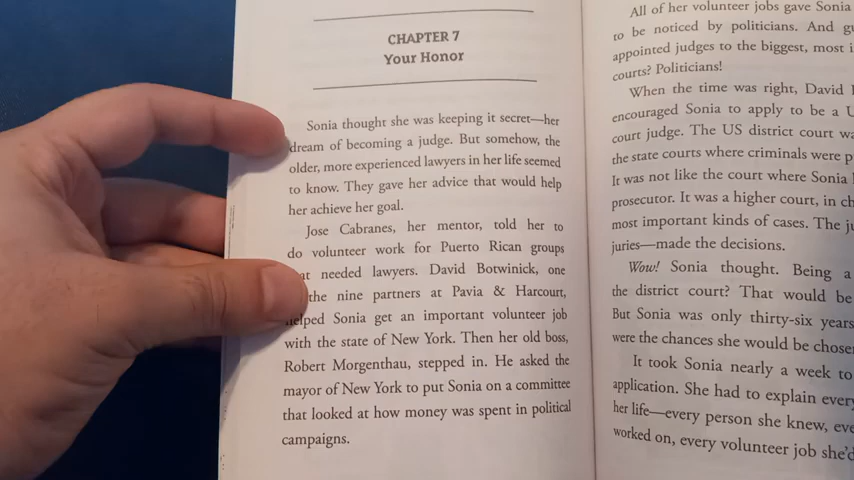 CHAPTER 7
Your Honor
Sonia thought she was keeping it secret—her
dream of becoming a judge. But somehow, the
older, more experienced lawyers in her life seemed
to know. They gave her advice that would help
her achieve her goal.
Jose Cabranes, her mentor, told her to
do volunteer work for Puerto Rican groups
at needed lawyers. David Botwinick, one
the nine partners at Pavia & Harcourt,
helped Sonia get an important volunteer job
with the state of New York. Then her old boss,
Robert Morgenthau, stepped in. He asked the
mayor of New York to put Sonia on a committee
that looked at how money was spent in political
campaigns.
All of her volunteer jobs gave Sonia
to be noticed by politicians. And
appointed judges to the biggest, most
courts? Politicians!
When the time was right, David
encouraged Sonia to apply to be a U
court judge. The US district court
the state courts where criminals were
It was not like the court where Sonia
prosecutor. It was a higher court, in
most important kinds of cases. The
juries—made the decisions.
Wow! Sonia thought. Being a
the district court? That would be
But Sonia was only thirty-six years
were the chances she would be
It took Sonia nearly a week to
application. She had to explain
her life—every person she knew,
worked on, every volunteer job she'd